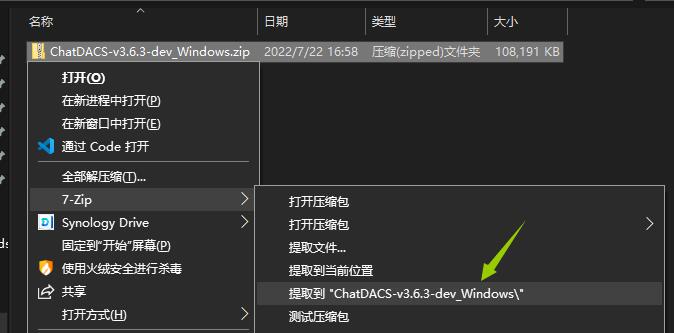 名称 日期 类型 大小
ChatDACS-v3.6.3-dev_Windows.zip 2022/7/22 16:58 压缩(zipped)文件夹 108,191 KB
打开(O)
在新进程中打开(P)
在新窗口中打开(E)
通过 Code 打开
全部解压缩(T)...
7-Zip
Synology Drive
固定到"开始"屏幕(P)
使用火绒安全进行杀毒
共享
打开方式(H)
打开压缩包
打开压缩包
提取文件...
提取到当前位置
提取到 "ChatDACS-v3.6.3-dev_Windows\"
测试压缩包